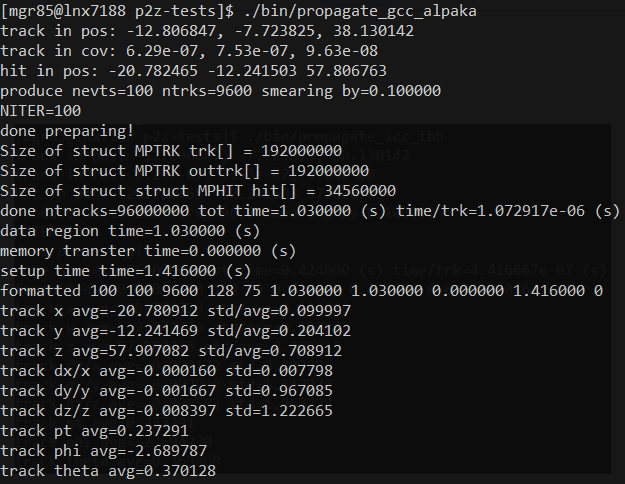 [mgr85@lnx7188 p2z-tests]$ ./bin/propagate_gcc_alpaka
track in pos: -12.806847, -7.723825, 38.130142
track in cov: 6.29e-07, 7.53e-07, 9.63e-08
hit in pos: -20.782465 -12.241503 57.806763
produce nevts=100 ntrks=9600 smearing by=0.100000
NITER=100
done preparing!
Size of struct MPTRK trk[] = 192000000
Size of struct MPTRK outtrk[] = 192000000
Size of struct struct MPHIT hit[] = 34560000
done ntracks=96000000 tot time=1.030000 (s) time/trk=1.072917e-06 (s)
data region time=1.030000 (s)
memory transter time=0.000000 (s)
setup time time=1.416000 (s)
formatted 100 100 9600 128 75 1.030000 1.030000 0.000000 1.416000 0
track x avg=-20.780912 std/avg=0.099997
track y avg=-12.241469 std/avg=0.204102
track z avg=57.907082 std/avg=0.708912
track dx/x avg=-0.000160 std=0.007798
track dy/y avg=-0.001667 std=0.967085
track dz/z avg=-0.008397 std=1.222665
track pt avg=0.237291
track phi avg=-2.689787
track theta avg=0.370128